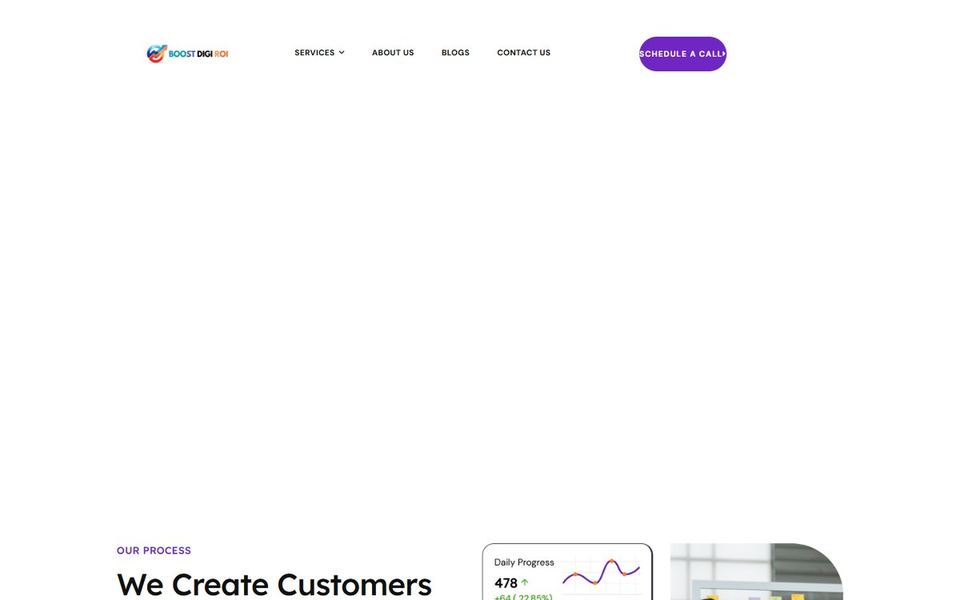 BOOST DIGI ROI
SERVICES
ABOUT US
BLOGS
CONTACT US
SCHEDULE A CALL
OUR PROCESS
We Create Customers
Daily Progress
478
+64 ( 22.85%)